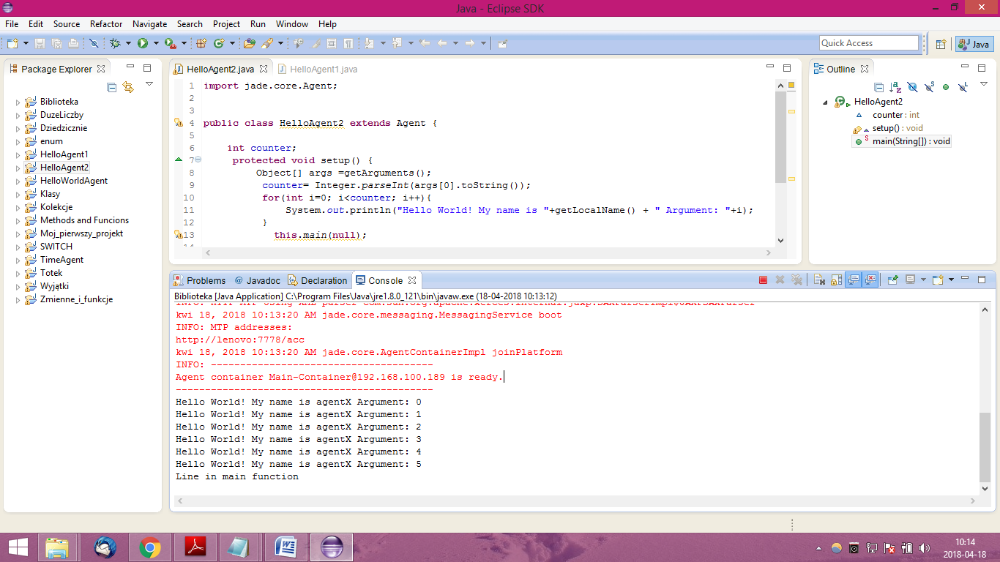 Java - Eclipse SDK
File Edit Source Refactor Navigate Search Project Run Window Help
Quick Access
Java
Package Explorer
Biblioteka
DuzeLiczby
Dziedzicznie
enum
HelloAgent1
HelloAgent2
HelloWorldAgent
Klasy
Kolekcje
Methods and Funcions
Moj_pierwszy_projekt
SWITCH
TimeAgent
Totek
Wyjątki
Zmienne_i_funkcje
HelloAgent2.java HelloAgent1.java
1 import jade.core.Agent;
2
3
4 public class HelloAgent2 extends Agent {
5
6 int counter;
7 protected void setup() {
8 Object[] args =getArguments();
9 counter= Integer.parseInt(args[0].toString());
10 for(int i=0; i<counter; i++){
11 System.out.println("Hello World! My name is "+getLocalName() + " Argument: "+i);
12 }
13 this.main(null);
Outline
HelloAgent2
counter : int
setup() : void
main(String[]) : void
Problems @ Javadoc Declaration Console
Biblioteka [Java Application] C:\Program Files\Java\jre1.8.0_121\bin\javaw.exe (18-04-2018 10:13:12)
kwi 18, 2018 10:13:20 AM jade.core.messaging.MessagingService boot
INFO: MTP addresses:
http://lenovo:7778/acc
kwi 18, 2018 10:13:20 AM jade.core.AgentContainerImpl joinPlatform
INFO: --------------------------------------
Agent container Main-Container@192.168.100.189 is ready.
--------------------------------------------
Hello World! My name is agentX Argument: 0
Hello World! My name is agentX Argument: 1
Hello World! My name is agentX Argument: 2
Hello World! My name is agentX Argument: 3
Hello World! My name is agentX Argument: 4
Hello World! My name is agentX Argument: 5
Line in main function
10:14
2018-04-18